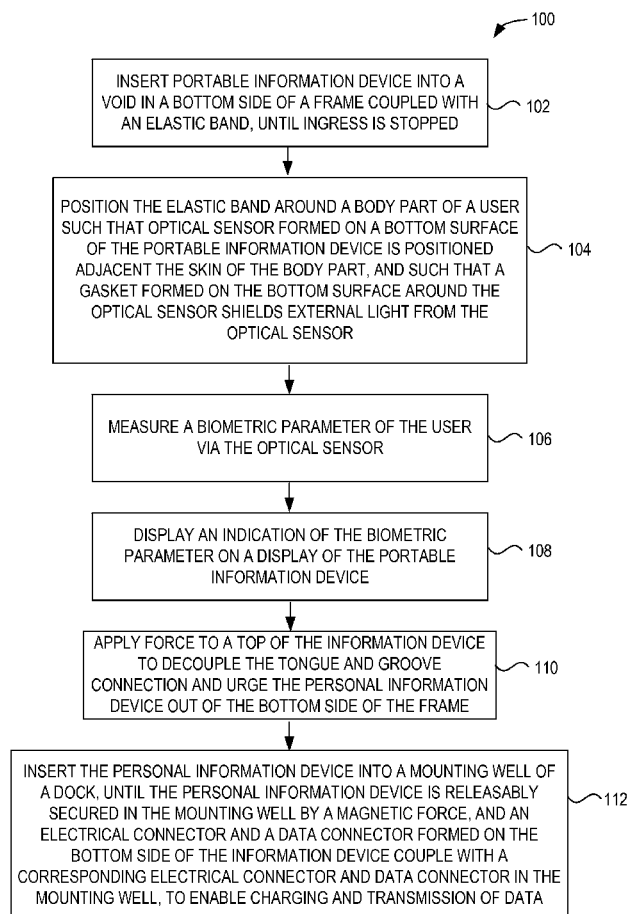 100
INSERT PORTABLE INFORMATION DEVICE INTO A
VOID IN A BOTTOM SIDE OF A FRAME COUPLED WITH
AN ELASTIC BAND, UNTIL INGRESS IS STOPPED
102
POSITION THE ELASTIC BAND AROUND A BODY PART OF A USER
SUCH THAT OPTICAL SENSOR FORMED ON A BOTTOM SURFACE
OF THE PORTABLE INFORMATION DEVICE IS POSITIONED
ADJACENT THE SKIN OF THE BODY PART, AND SUCH THAT A
GASKET FORMED ON THE BOTTOM SURFACE AROUND THE
OPTICAL SENSOR SHIELDS EXTERNAL LIGHT FROM THE
OPTICAL SENSOR
104
MEASURE A BIOMETRIC PARAMETER OF THE USER
VIA THE OPTICAL SENSOR
106
DISPLAY AN INDICATION OF THE BIOMETRIC
PARAMETER ON A DISPLAY OF THE PORTABLE
INFORMATION DEVICE
108
APPLY FORCE TO A TOP OF THE INFORMATION DEVICE
TO DECOUPLE THE TONGUE AND GROOVE
CONNECTION AND URGE THE PERSONAL INFORMATION
DEVICE OUT OF THE BOTTOM SIDE OF THE FRAME
110
INSERT THE PERSONAL INFORMATION DEVICE INTO A MOUNTING WELL OF
A DOCK, UNTIL THE PERSONAL INFORMATION DEVICE IS RELEASABLY
SECURED IN THE MOUNTING WELL BY A MAGNETIC FORCE, AND AN
ELECTRICAL CONNECTOR AND A DATA CONNECTOR FORMED ON THE
BOTTOM SIDE OF THE INFORMATION DEVICE COUPLE WITH A
CORRESPONDING ELECTRICAL CONNECTOR AND DATA CONNECTOR IN THE
MOUNTING WELL, TO ENABLE CHARGING AND TRANSMISSION OF DATA
112